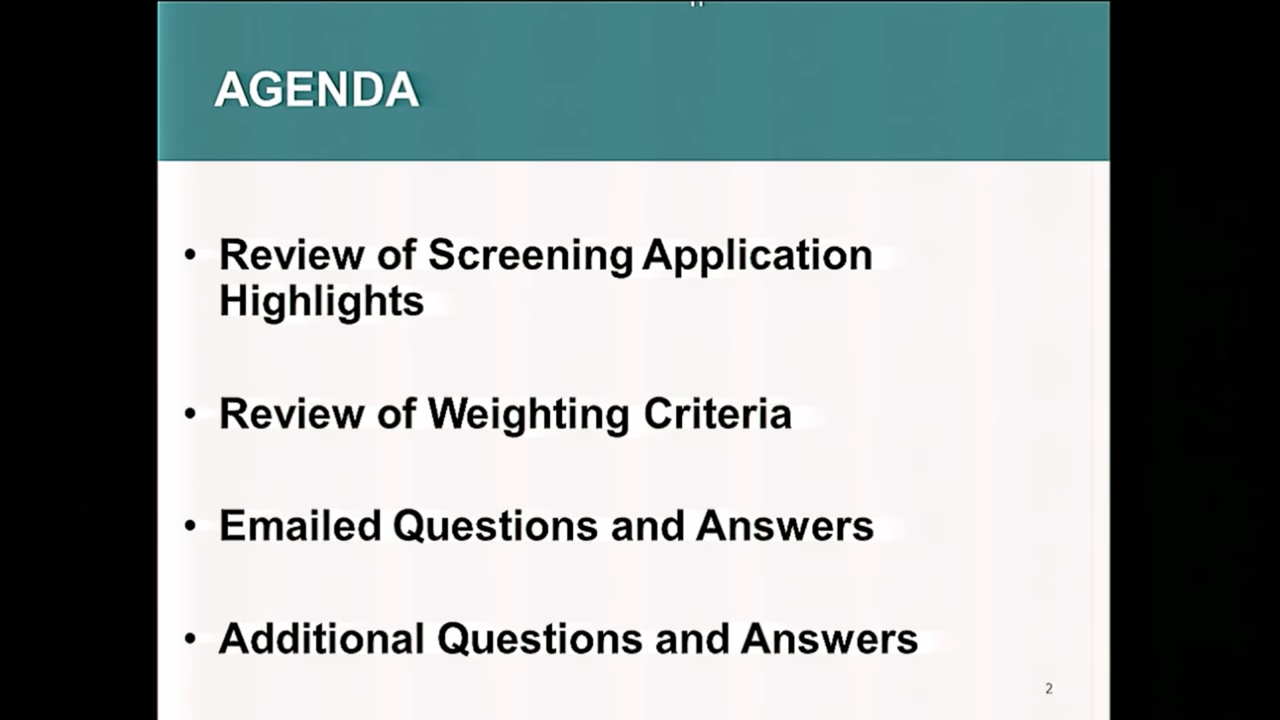 AGENDA
• Review of Screening Application
Highlights
• Review of Weighting Criteria
• Emailed Questions and Answers
• Additional Questions and Answers
2